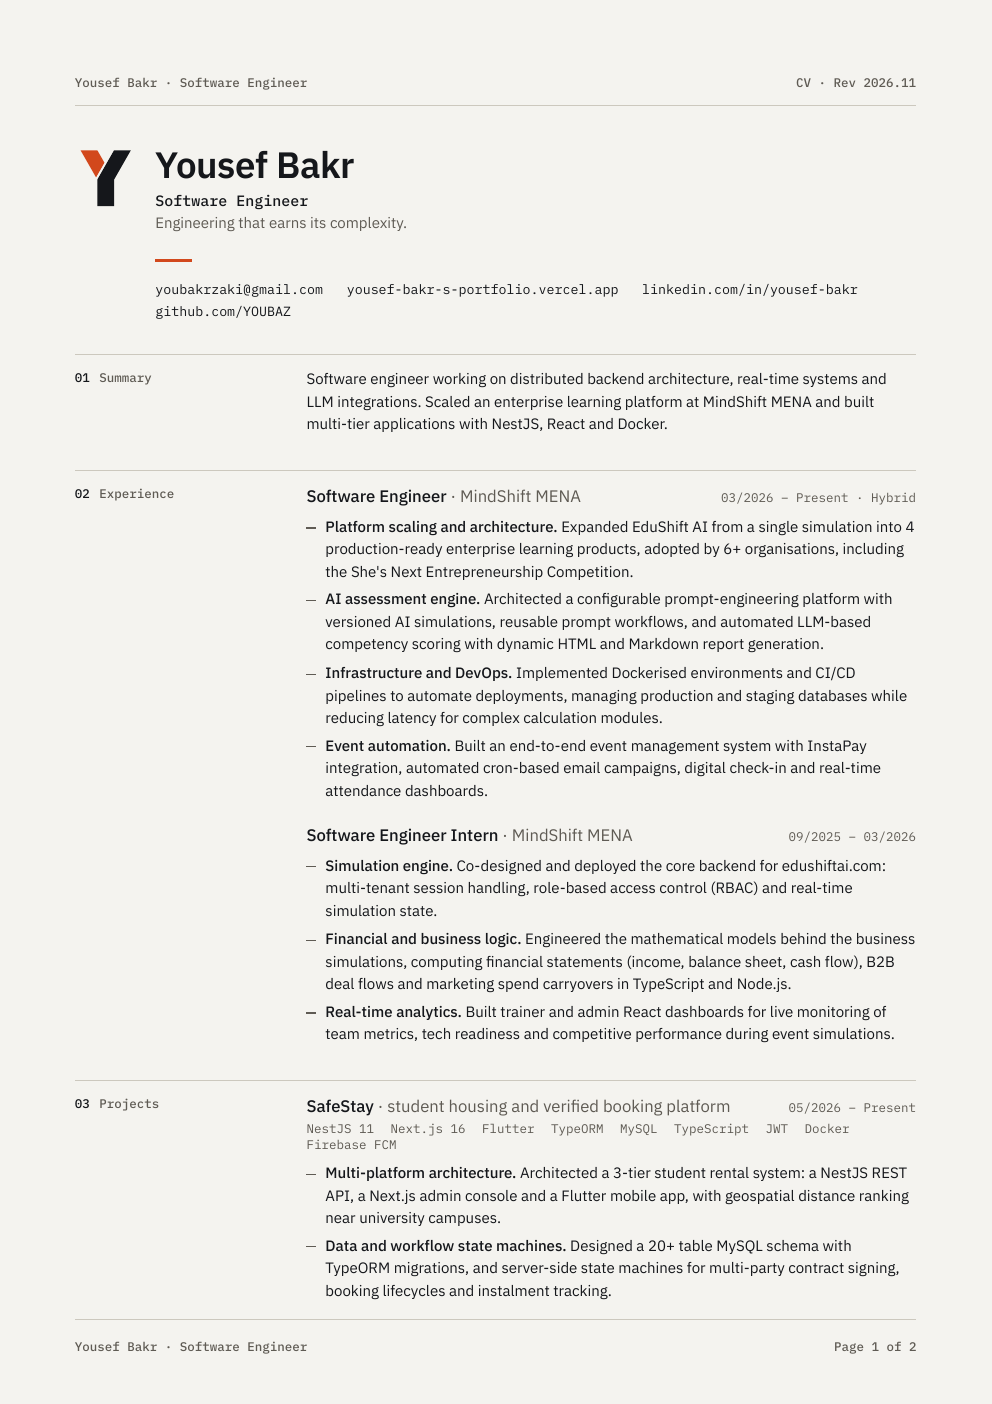 Yousef Bakr · Software Engineer
CV · Rev 2026.11
Y
Yousef Bakr
Software Engineer
Engineering that earns its complexity.
youbakrzaki@gmail.com yousef-bakr-s-portfolio.vercel.app linkedin.com/in/yousef-bakr
github.com/YOUBAZ
01 Summary
Software engineer working on distributed backend architecture, real-time systems and
LLM integrations. Scaled an enterprise learning platform at MindShift MENA and built
multi-tier applications with NestJS, React and Docker.
02 Experience
Software Engineer · MindShift MENA 03/2026 – Present · Hybrid
— Platform scaling and architecture. Expanded EduShift AI from a single simulation into 4
production-ready enterprise learning products, adopted by 6+ organisations, including
the She's Next Entrepreneurship Competition.
— AI assessment engine. Architected a configurable prompt-engineering platform with
versioned AI simulations, reusable prompt workflows, and automated LLM-based
competency scoring with dynamic HTML and Markdown report generation.
— Infrastructure and DevOps. Implemented Dockerised environments and CI/CD
pipelines to automate deployments, managing production and staging databases while
reducing latency for complex calculation modules.
— Event automation. Built an end-to-end event management system with InstaPay
integration, automated cron-based email campaigns, digital check-in and real-time
attendance dashboards.
Software Engineer Intern · MindShift MENA 09/2025 – 03/2026
— Simulation engine. Co-designed and deployed the core backend for edushiftai.com:
multi-tenant session handling, role-based access control (RBAC) and real-time
simulation state.
— Financial and business logic. Engineered the mathematical models behind the business
simulations, computing financial statements (income, balance sheet, cash flow), B2B
deal flows and marketing spend carryovers in TypeScript and Node.js.
— Real-time analytics. Built trainer and admin React dashboards for live monitoring of
team metrics, tech readiness and competitive performance during event simulations.
03 Projects
SafeStay · student housing and verified booking platform 05/2026 – Present
NestJS 11 Next.js 16 Flutter TypeORM MySQL TypeScript JWT Docker
Firebase FCM
— Multi-platform architecture. Architected a 3-tier student rental system: a NestJS REST
API, a Next.js admin console and a Flutter mobile app, with geospatial distance ranking
near university campuses.
— Data and workflow state machines. Designed a 20+ table MySQL schema with
TypeORM migrations, and server-side state machines for multi-party contract signing,
booking lifecycles and instalment tracking.
Yousef Bakr · Software Engineer
Page 1 of 2